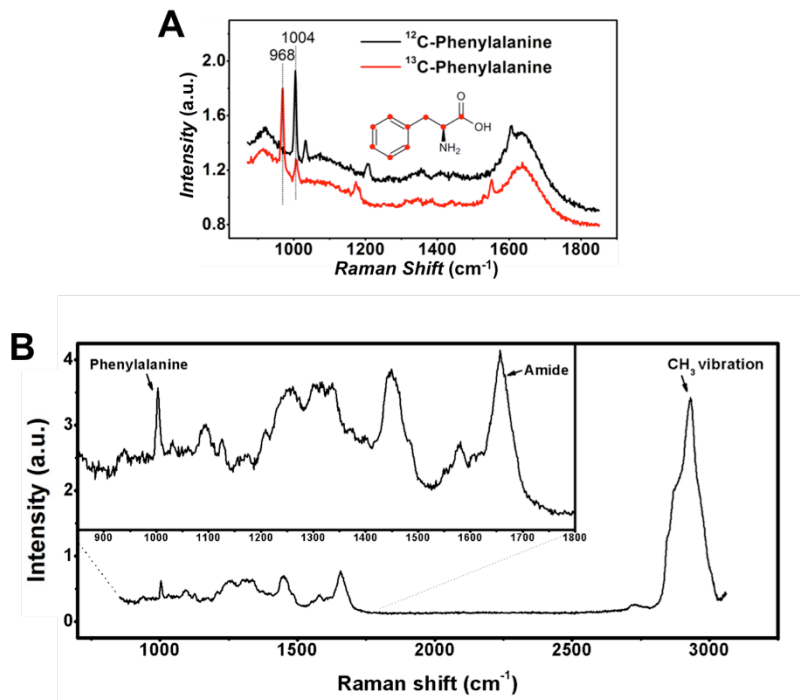 A
1004
968
¹²C-Phenylalanine
¹³C-Phenylalanine
O
OH
NH₂
2.0
1.6
1.2
0.8
Intensity (a.u.)
1000 1200 1400 1600 1800
Raman Shift (cm⁻¹)
B
4
3
2
1
0
Intensity (a.u.)
Phenylalanine
Amide
CH₃ vibration
900 1000 1100 1200 1300 1400 1500 1600 1700 1800
1000 1500 2000 2500 3000
Raman shift (cm⁻¹)